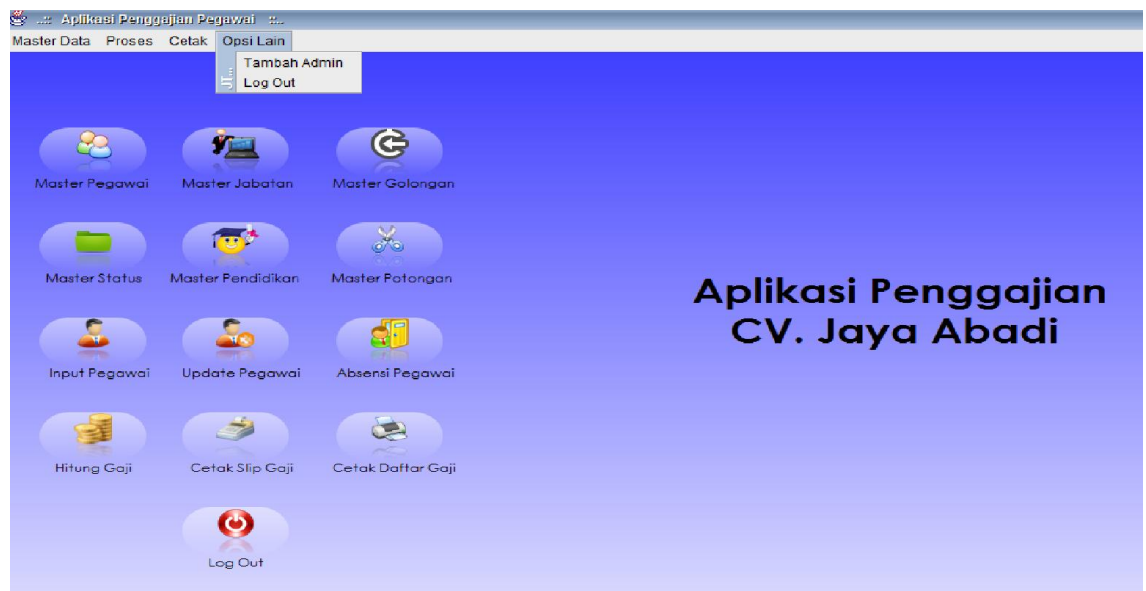 ..:: Aplikasi Penggajian Pegawai ::..
Master Data Proses Cetak Opsi Lain
Tambah Admin
Log Out
JT...
Master Pegawai Master Jabatan Master Golongan
Master Status Master Pendidikan Master Potongan
Aplikasi Penggajian
CV. Jaya Abadi
Input Pegawai Update Pegawai Absensi Pegawai
Hitung Gaji Cetak Slip Gaji Cetak Daftar Gaji
Log Out